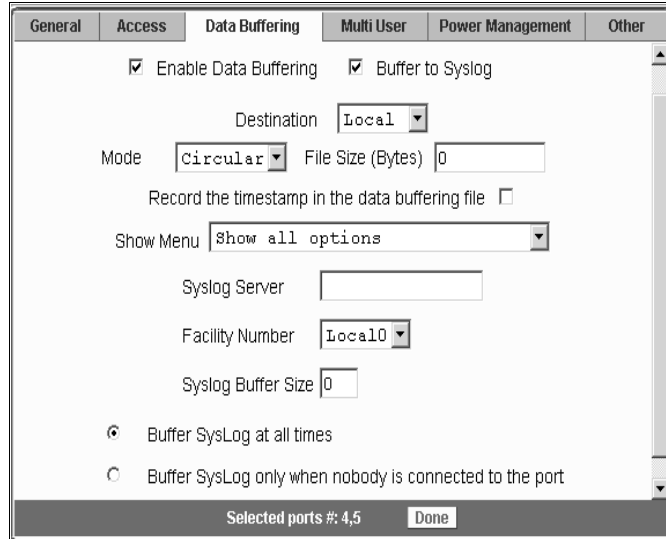 General Access Data Buffering Multi User Power Management Other
Enable Data Buffering Buffer to Syslog
Destination Local
Mode Circular File Size (Bytes) 0
Record the timestamp in the data buffering file
Show Menu Show all options
Syslog Server
Facility Number Local0
Syslog Buffer Size 0
Buffer SysLog at all times
Buffer SysLog only when nobody is connected to the port
Selected ports #: 4,5 Done